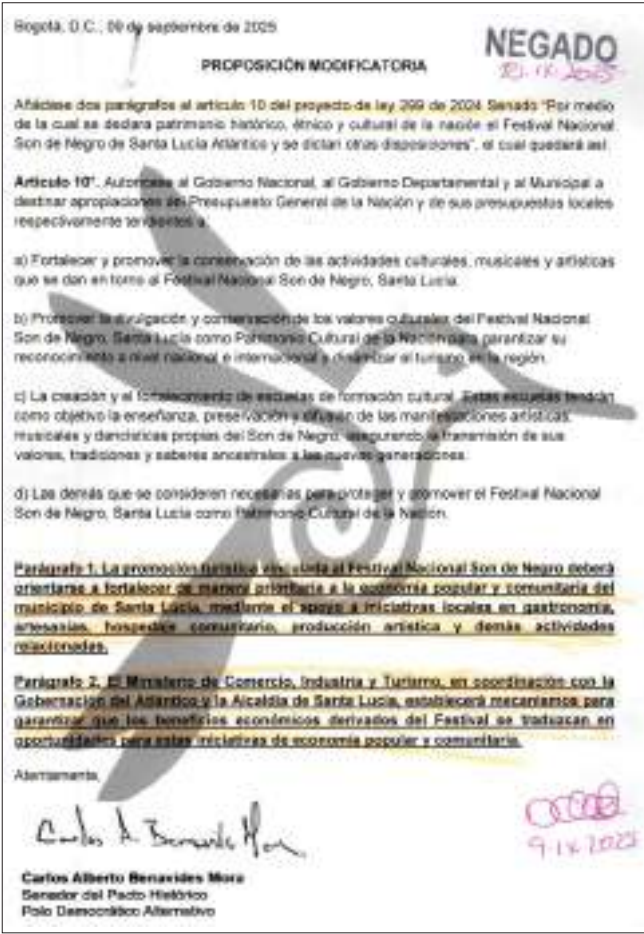 Bogotá, D.C., 09 de septiembre de 2025
NEGADO
PROPOSICIÓN MODIFICATORIA
Añádase dos parágrafos al artículo 10 del proyecto de ley 299 de 2024 Senado "Por medio
de la cual se declara patrimonio histórico, étnico y cultural de la nación el Festival Nacional
Son de Negro de Santa Lucía Atlántico y se dictan otras disposiciones", el cual quedará así:
Artículo 10°. Autorícese al Gobierno Nacional, al Gobierno Departamental y al Municipal a
destinar apropiaciones del Presupuesto General de la Nación y de sus presupuestos locales
respectivamente tendientes a:
a) Fortalecer y promover la conservación de las actividades culturales, musicales y artísticas
que se dan en torno al Festival Nacional Son de Negro, Santa Lucía.
b) Promover la divulgación y conservación de los valores culturales del Festival Nacional
Son de Negro, Santa Lucía como Patrimonio Cultural de la Nación para garantizar su
reconocimiento a nivel nacional e internacional y dinamizar el turismo en la región.
c) La creación y el fortalecimiento de escuelas de formación cultural. Estas escuelas tendrán
como objetivo la enseñanza, preservación y difusión de las manifestaciones artísticas,
musicales y dancísticas propias del Son de Negro, asegurando la transmisión de sus
valores, tradiciones y saberes ancestrales a las nuevas generaciones.
d) Las demás que se consideren necesarias para proteger y promover el Festival Nacional
Son de Negro, Santa Lucía como Patrimonio Cultural de la Nación.
Parágrafo 1. La promoción turística vinculada al Festival Nacional Son de Negro deberá
orientarse a fortalecer de manera prioritaria a la economía popular y comunitaria del
municipio de Santa Lucía, mediante el apoyo a iniciativas locales en gastronomía,
artesanías, hospedaje comunitario, producción artística y demás actividades
relacionadas.
Parágrafo 2. El Ministerio de Comercio, Industria y Turismo, en coordinación con la
Gobernación del Atlántico y la Alcaldía de Santa Lucía, establecerá mecanismos para
garantizar que los beneficios económicos derivados del Festival se traduzcan en
oportunidades para estas iniciativas de economía popular y comunitaria.
Atentamente,
Carlos A. Benavides Mora
9·IX 2025
Carlos Alberto Benavides Mora
Senador del Pacto Histórico
Polo Democrático Alternativo